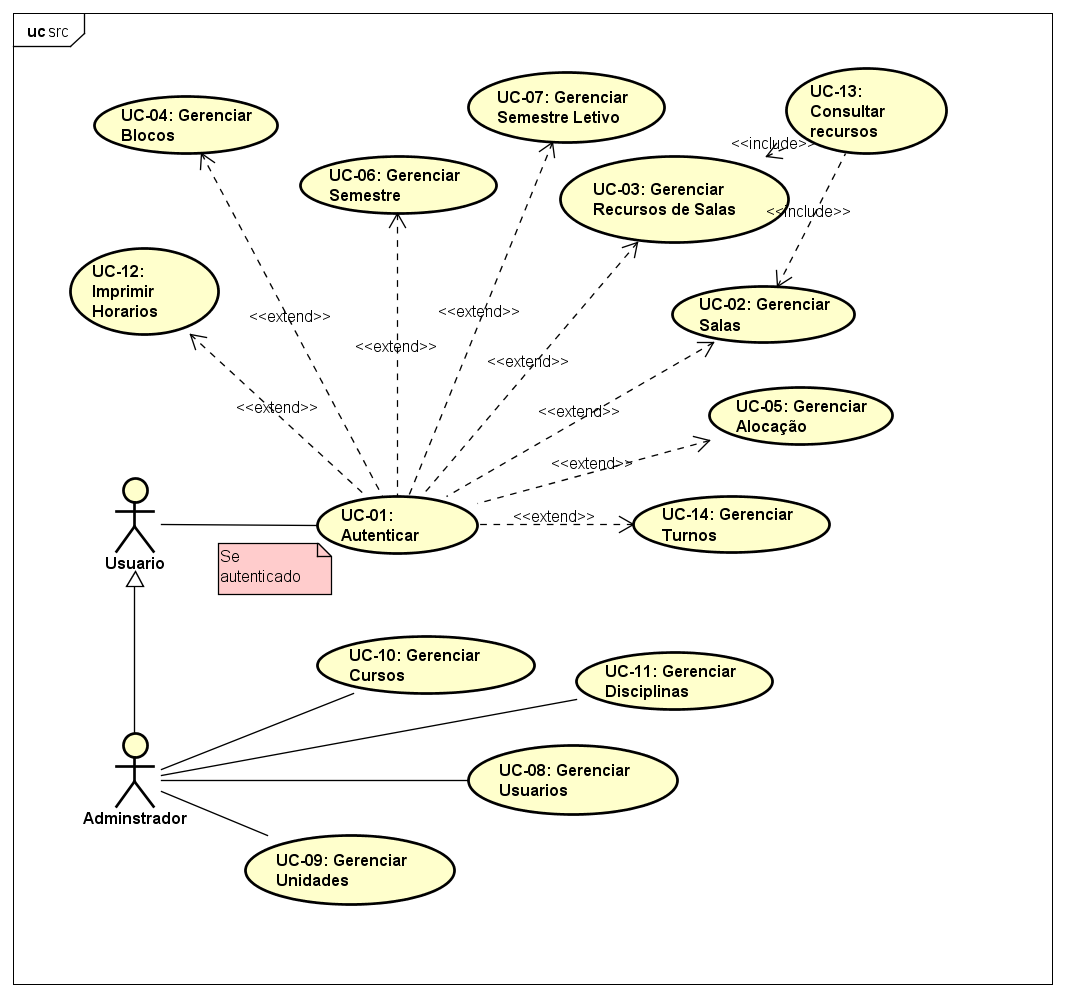 uc src
UC-04: Gerenciar
Blocos
UC-07: Gerenciar
Semestre Letivo
UC-13:
Consultar
recursos
<<include>>
UC-06: Gerenciar
Semestre
UC-03: Gerenciar
Recursos de Salas
<<include>>
UC-12:
Imprimir
Horarios
UC-02: Gerenciar
Salas
<<extend>>
<<extend>>
<<extend>>
<<extend>>
<<extend>>
<<extend>>
UC-05: Gerenciar
Alocação
<<extend>>
UC-01:
Autenticar
<<extend>>
UC-14: Gerenciar
Turnos
Usuario
Se
autenticado
UC-10: Gerenciar
Cursos
UC-11: Gerenciar
Disciplinas
UC-08: Gerenciar
Usuarios
Adminstrador
UC-09: Gerenciar
Unidades